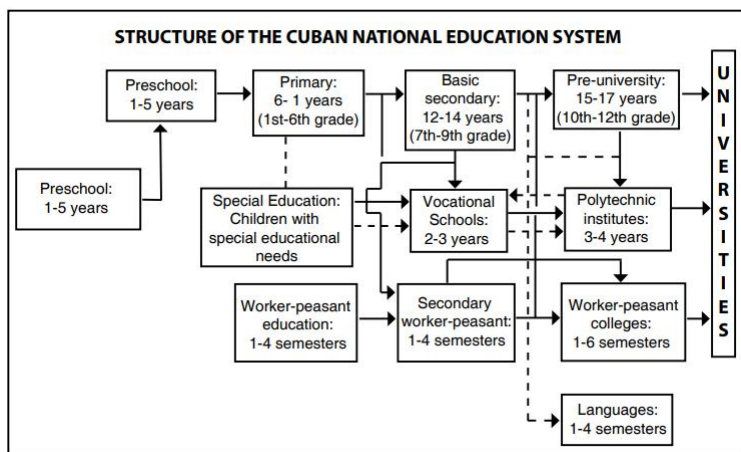 STRUCTURE OF THE CUBAN NATIONAL EDUCATION SYSTEM
Preschool:
1-5 years
Primary:
6- 1 years
(1st-6th grade)
Basic
secondary:
12-14 years
(7th-9th grade)
Pre-university:
15-17 years
(10th-12th grade)
UNIVERSITIES
Preschool:
1-5 years
Special Education:
Children with
special educational
needs
Vocational
Schools:
2-3 years
Polytechnic
institutes:
3-4 years
Worker-peasant
education:
1-4 semesters
Secondary
worker-peasant:
1-4 semesters
Worker-peasant
colleges:
1-6 semesters
Languages:
1-4 semesters